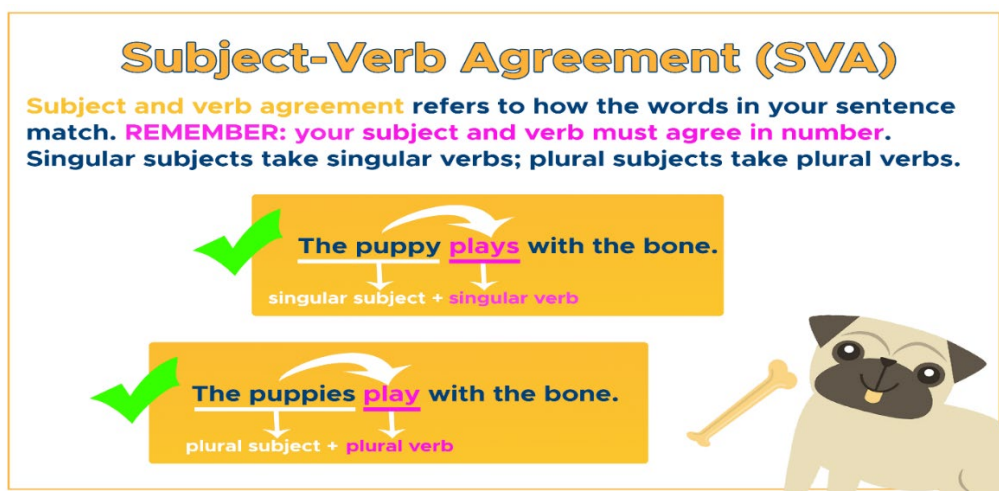 Subject-Verb Agreement (SVA)
Subject and verb agreement refers to how the words in your sentence
match. REMEMBER: your subject and verb must agree in number.
Singular subjects take singular verbs; plural subjects take plural verbs.
The puppy plays with the bone.
singular subject + singular verb
The puppies play with the bone.
plural subject + plural verb